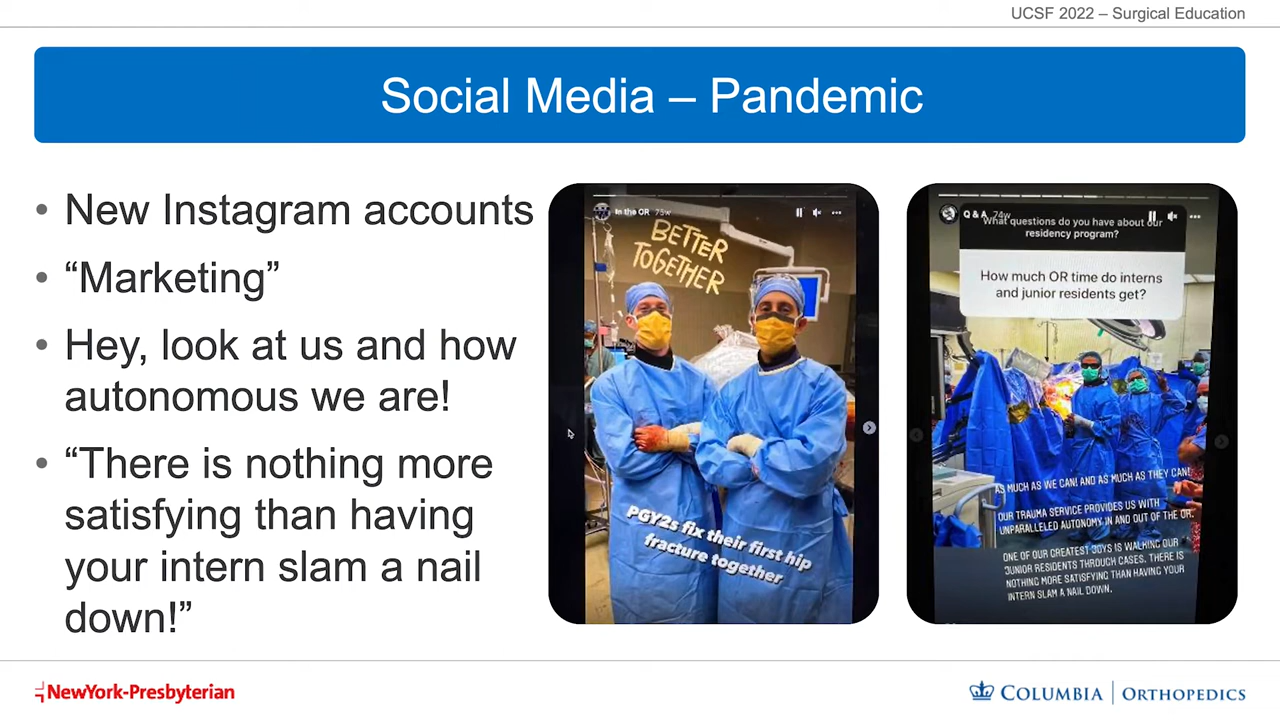 UCSF 2022 – Surgical Education
Social Media – Pandemic
• New Instagram accounts
• “Marketing”
• Hey, look at us and how
autonomous we are!
• “There is nothing more
satisfying than having
your intern slam a nail
down!”
In the OR 75w
BETTER
TOGETHER
PGY2s fix their first hip
fracture together
Q & A 74w
What questions do you have about our
residency program?
How much OR time do interns
and junior residents get?
AS MUCH AS WE CAN! AND AS MUCH AS THEY CAN!
OUR TRAUMA SERVICE PROVIDES US WITH
UNPARALLELED AUTONOMY IN AND OUT OF THE OR.
ONE OF OUR GREATEST JOYS IS WALKING OUR
JUNIOR RESIDENTS THROUGH CASES. THERE IS
NOTHING MORE SATISFYING THAN HAVING YOUR
INTERN SLAM A NAIL DOWN.
NewYork-Presbyterian
COLUMBIA | ORTHOPEDICS